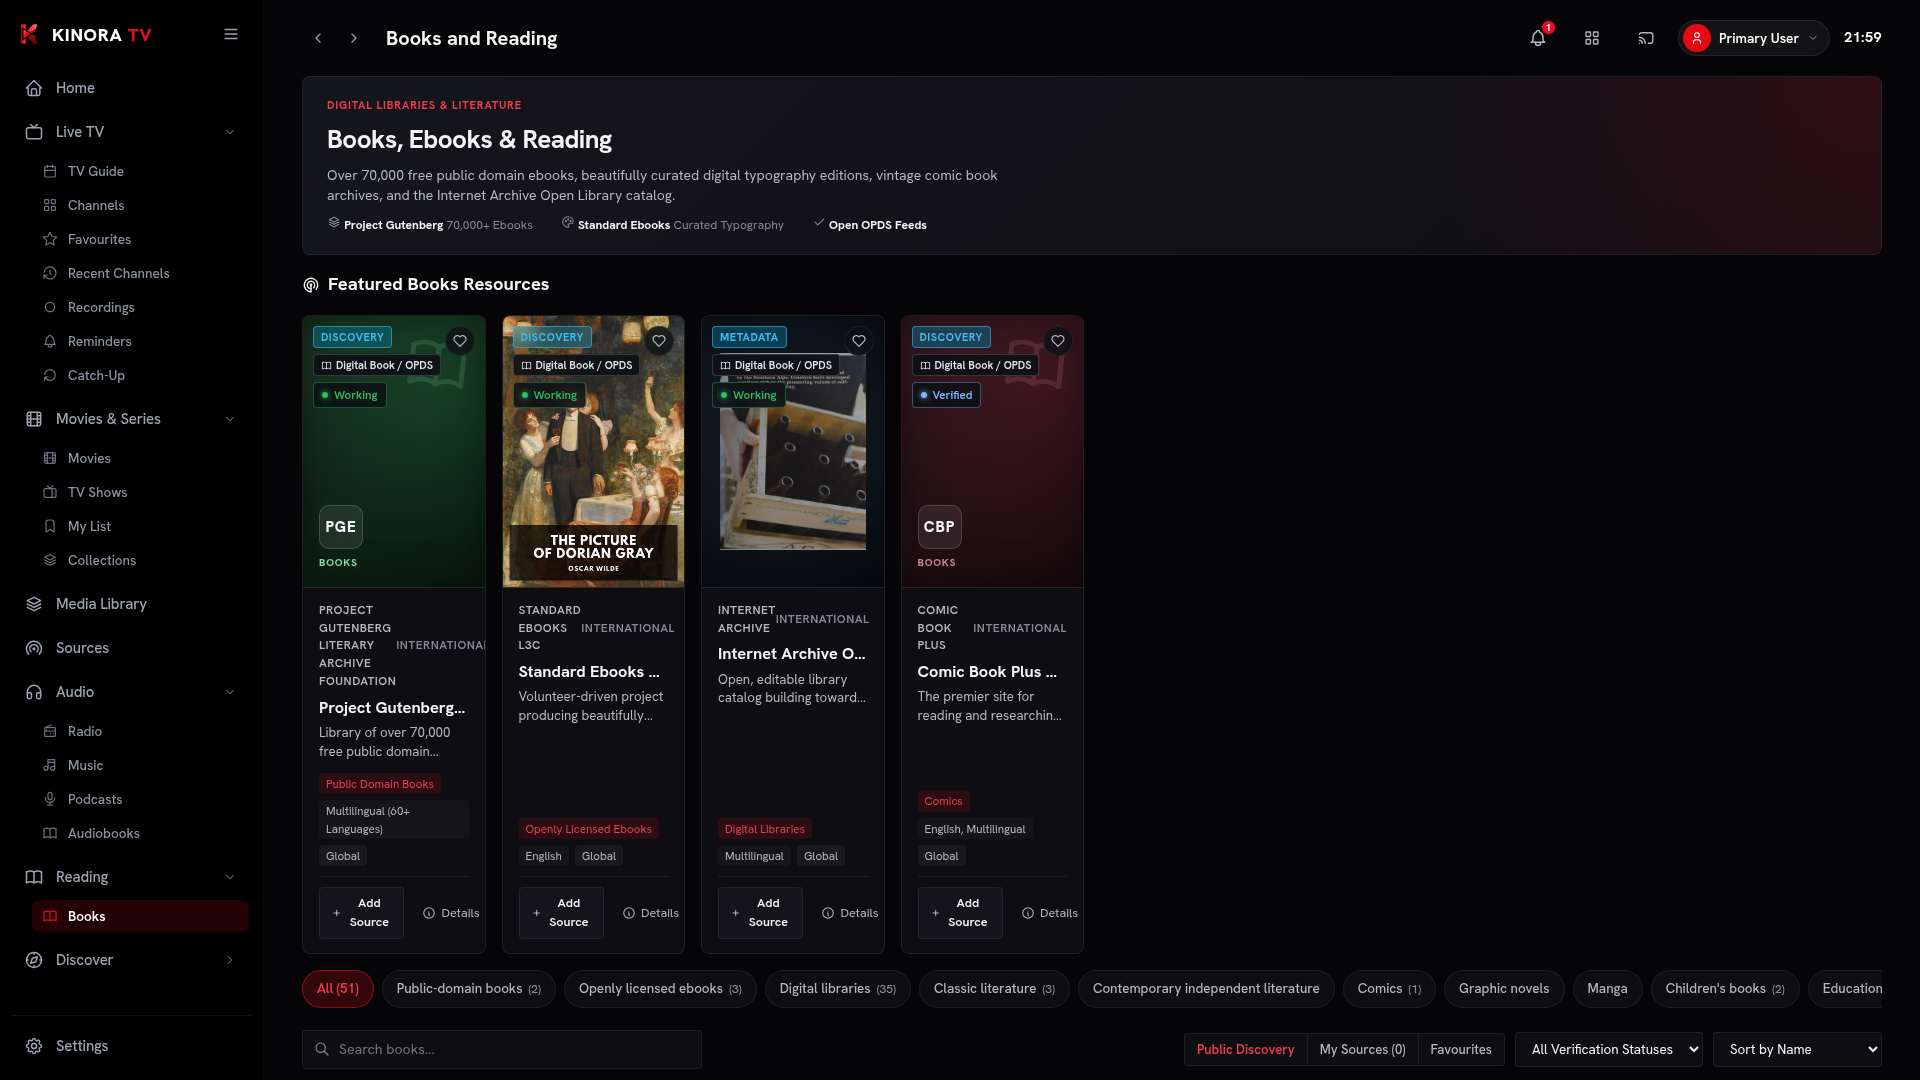 KINORA TV
Books and Reading
1
Primary User
21:59
Home
Live TV
TV Guide
Channels
Favourites
Recent Channels
Recordings
Reminders
Catch-Up
Movies & Series
Movies
TV Shows
My List
Collections
Media Library
Sources
Audio
Radio
Music
Podcasts
Audiobooks
Reading
Books
Discover
Settings
DIGITAL LIBRARIES & LITERATURE
Books, Ebooks & Reading
Over 70,000 free public domain ebooks, beautifully curated digital typography editions, vintage comic book
archives, and the Internet Archive Open Library catalog.
Project Gutenberg 70,000+ Ebooks
Standard Ebooks Curated Typography
Open OPDS Feeds
Featured Books Resources
DISCOVERY
Digital Book / OPDS
Working
PGE
BOOKS
PROJECT
GUTENBERG
LITERARY
ARCHIVE
FOUNDATION
INTERNATIONAL
Project Gutenberg...
Library of over 70,000
free public domain...
Public Domain Books
Multilingual (60+
Languages)
Global
Add
Source
Details
DISCOVERY
Digital Book / OPDS
Working
THE PICTURE
OF DORIAN GRAY
OSCAR WILDE
STANDARD
EBOOKS
L3C
INTERNATIONAL
Standard Ebooks ...
Volunteer-driven project
producing beautifully...
Openly Licensed Ebooks
English
Global
Add
Source
Details
METADATA
Digital Book / OPDS
Working
INTERNET
ARCHIVE
INTERNATIONAL
Internet Archive O...
Open, editable library
catalog building toward...
Digital Libraries
Multilingual
Global
Add
Source
Details
DISCOVERY
Digital Book / OPDS
Verified
CBP
BOOKS
COMIC
BOOK
PLUS
INTERNATIONAL
Comic Book Plus ...
The premier site for
reading and researchin...
Comics
English, Multilingual
Global
Add
Source
Details
All (51)
Public-domain books (2)
Openly licensed ebooks (3)
Digital libraries (35)
Classic literature (3)
Contemporary independent literature
Comics (1)
Graphic novels
Manga
Children's books (2)
Education
Search books...
Public Discovery
My Sources (0)
Favourites
All Verification Statuses
Sort by Name